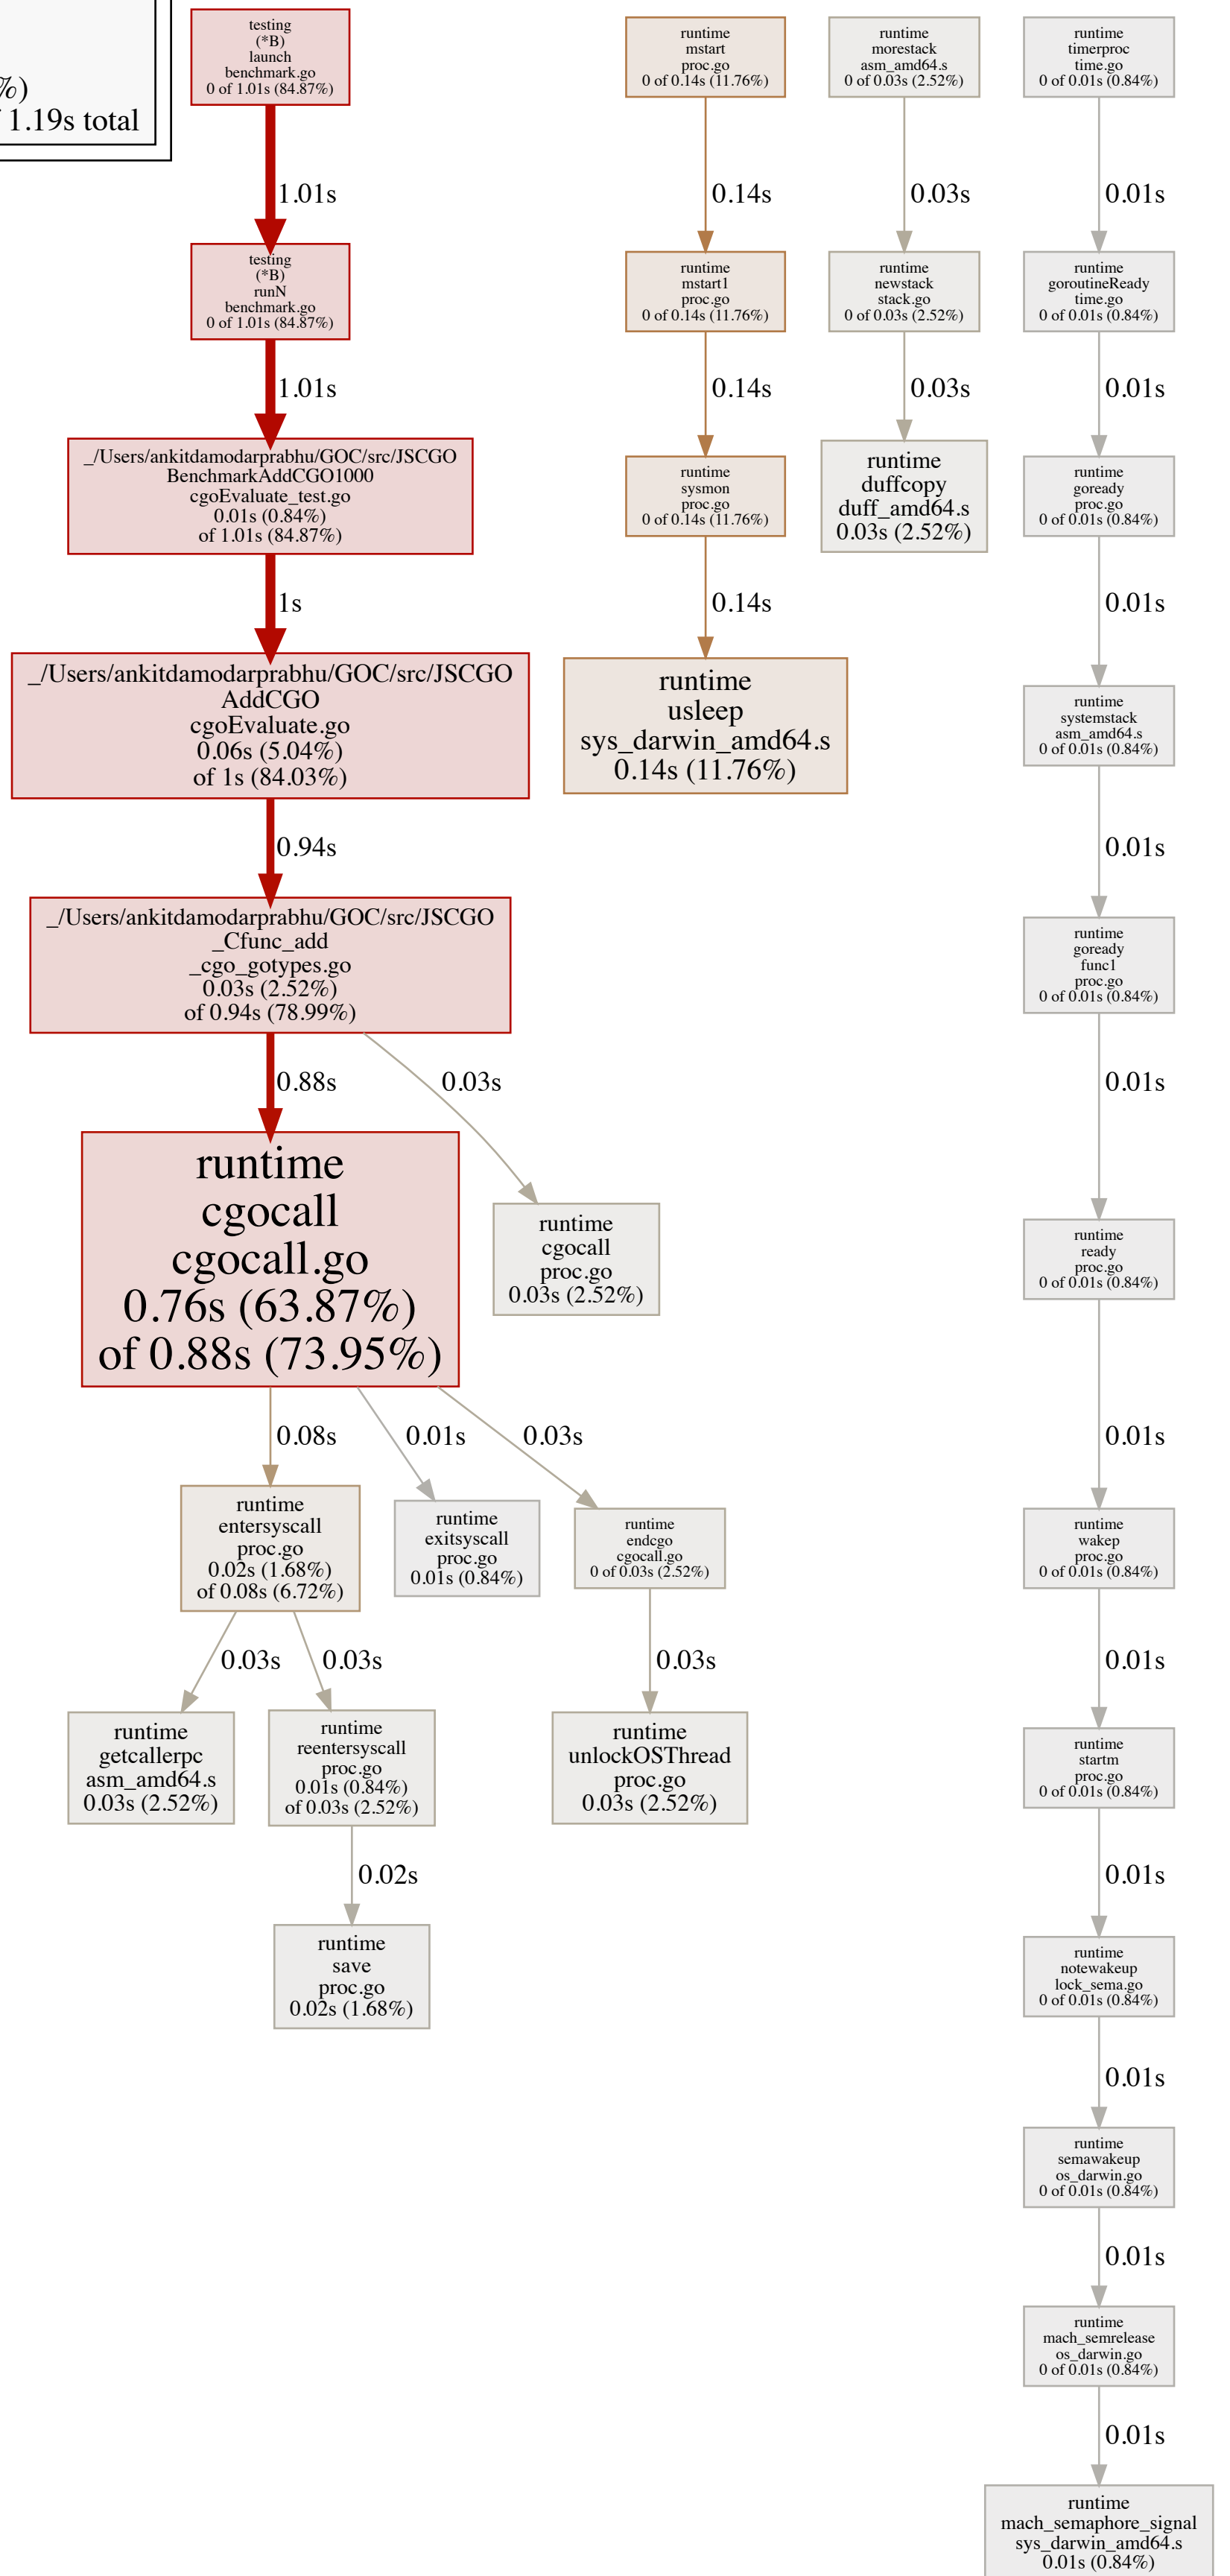 %)
1.19s total
testing
(*B)
launch
benchmark.go
0 of 1.01s (84.87%)
runtime
mstart
proc.go
0 of 0.14s (11.76%)
runtime
morestack
asm_amd64.s
0 of 0.03s (2.52%)
runtime
timerproc
time.go
0 of 0.01s (0.84%)
1.01s
0.14s
0.03s
0.01s
testing
(*B)
runN
benchmark.go
0 of 1.01s (84.87%)
runtime
mstart1
proc.go
0 of 0.14s (11.76%)
runtime
newstack
stack.go
0 of 0.03s (2.52%)
runtime
goroutineReady
time.go
0 of 0.01s (0.84%)
1.01s
0.14s
0.03s
0.01s
_/Users/ankitdamodarprabhu/GOC/src/JSCGO
BenchmarkAddCGO1000
cgoEvaluate_test.go
0.01s (0.84%)
of 1.01s (84.87%)
runtime
sysmon
proc.go
0 of 0.14s (11.76%)
runtime
duffcopy
duff_amd64.s
0.03s (2.52%)
runtime
goready
proc.go
0 of 0.01s (0.84%)
1s
0.14s
0.01s
_/Users/ankitdamodarprabhu/GOC/src/JSCGO
AddCGO
cgoEvaluate.go
0.06s (5.04%)
of 1s (84.03%)
runtime
usleep
sys_darwin_amd64.s
0.14s (11.76%)
runtime
systemstack
asm_amd64.s
0 of 0.01s (0.84%)
0.94s
0.01s
_/Users/ankitdamodarprabhu/GOC/src/JSCGO
_Cfunc_add
_cgo_gotypes.go
0.03s (2.52%)
of 0.94s (78.99%)
runtime
goready
func1
proc.go
0 of 0.01s (0.84%)
0.88s
0.03s
0.01s
runtime
cgocall
cgocall.go
0.76s (63.87%)
of 0.88s (73.95%)
runtime
cgocall
proc.go
0.03s (2.52%)
runtime
ready
proc.go
0 of 0.01s (0.84%)
0.08s
0.01s
0.03s
0.01s
runtime
entersyscall
proc.go
0.02s (1.68%)
of 0.08s (6.72%)
runtime
exitsyscall
proc.go
0.01s (0.84%)
runtime
endcgo
cgocall.go
0 of 0.03s (2.52%)
runtime
wakep
proc.go
0 of 0.01s (0.84%)
0.03s
0.03s
0.03s
0.01s
runtime
getcallerpc
asm_amd64.s
0.03s (2.52%)
runtime
reentersyscall
proc.go
0.01s (0.84%)
of 0.03s (2.52%)
runtime
unlockOSThread
proc.go
0.03s (2.52%)
runtime
startm
proc.go
0 of 0.01s (0.84%)
0.02s
0.01s
runtime
save
proc.go
0.02s (1.68%)
runtime
notewakeup
lock_sema.go
0 of 0.01s (0.84%)
0.01s
runtime
semawakeup
os_darwin.go
0 of 0.01s (0.84%)
0.01s
runtime
mach_semrelease
os_darwin.go
0 of 0.01s (0.84%)
0.01s
runtime
mach_semaphore_signal
sys_darwin_amd64.s
0.01s (0.84%)